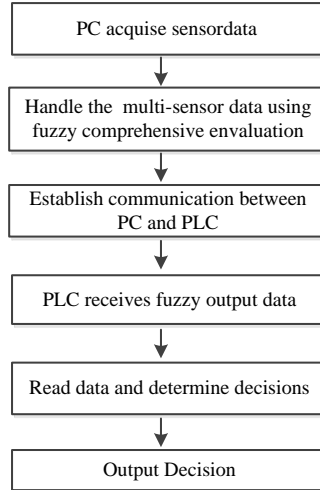 PC acquise sensordata
Handle the multi-sensor data using
fuzzy comprehensive envaluation
Establish communication between
PC and PLC
PLC receives fuzzy output data
Read data and determine decisions
Output Decision